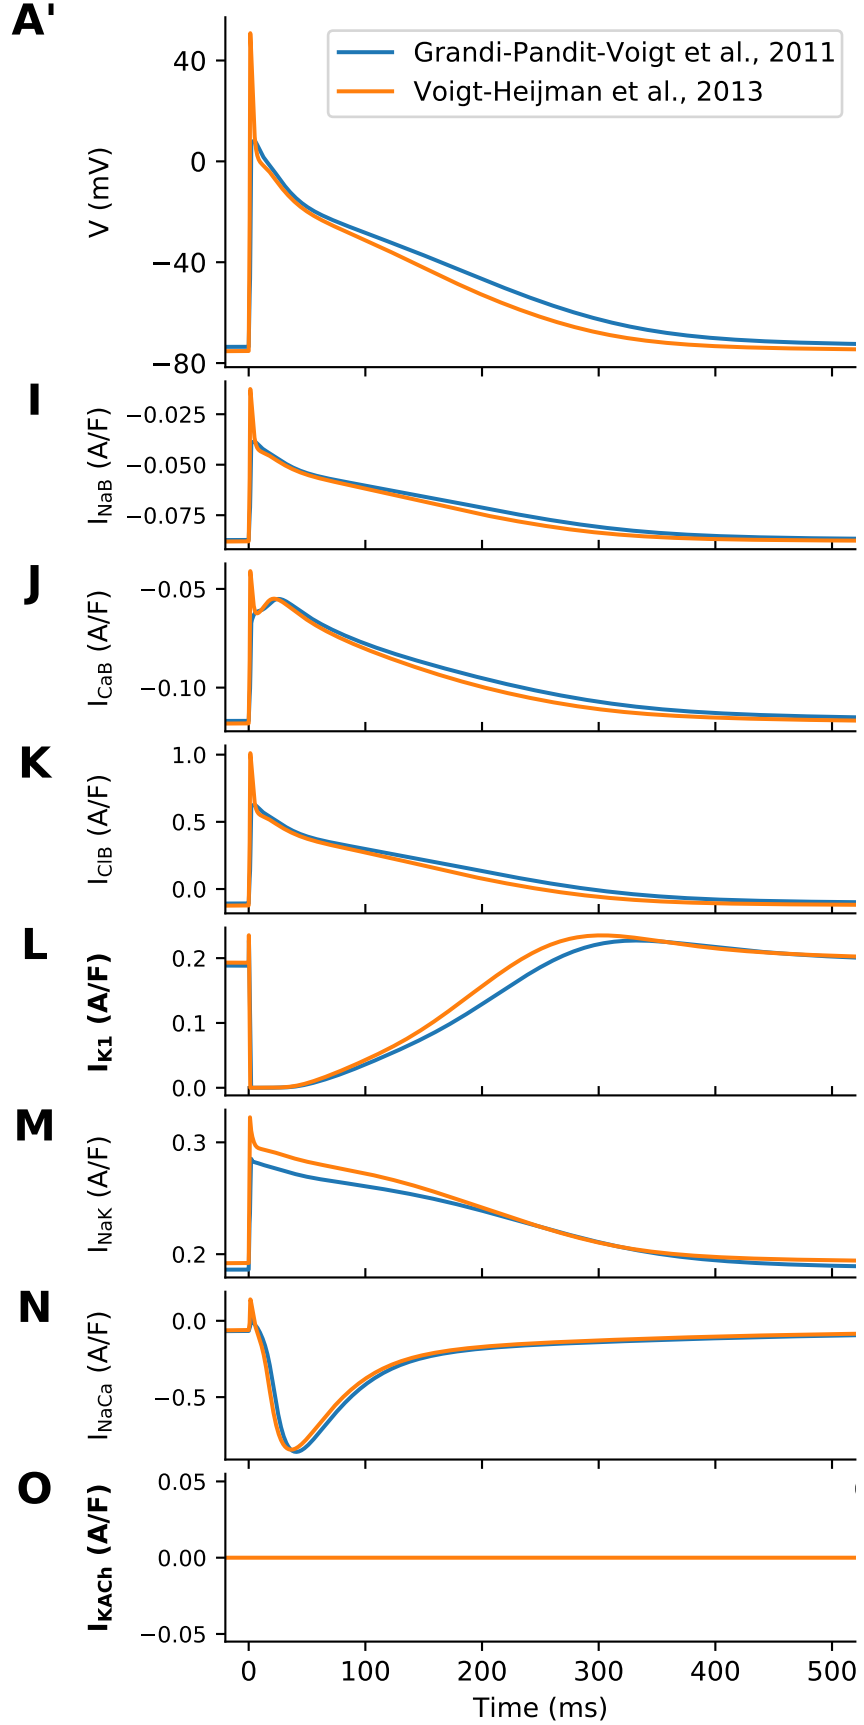 A'
Grandi-Pandit-Voigt et al., 2011
Voigt-Heijman et al., 2013
V (mV)
40
0
−40
−80
I
I_NaB (A/F)
−0.025
−0.050
−0.075
J
I_CaB (A/F)
−0.05
−0.10
K
I_ClB (A/F)
1.0
0.5
0.0
L
I_K1 (A/F)
0.2
0.1
0.0
M
I_NaK (A/F)
0.3
0.2
N
I_NaCa (A/F)
0.0
−0.5
O
I_KACh (A/F)
0.05
0.00
−0.05
0 100 200 300 400 500
Time (ms)